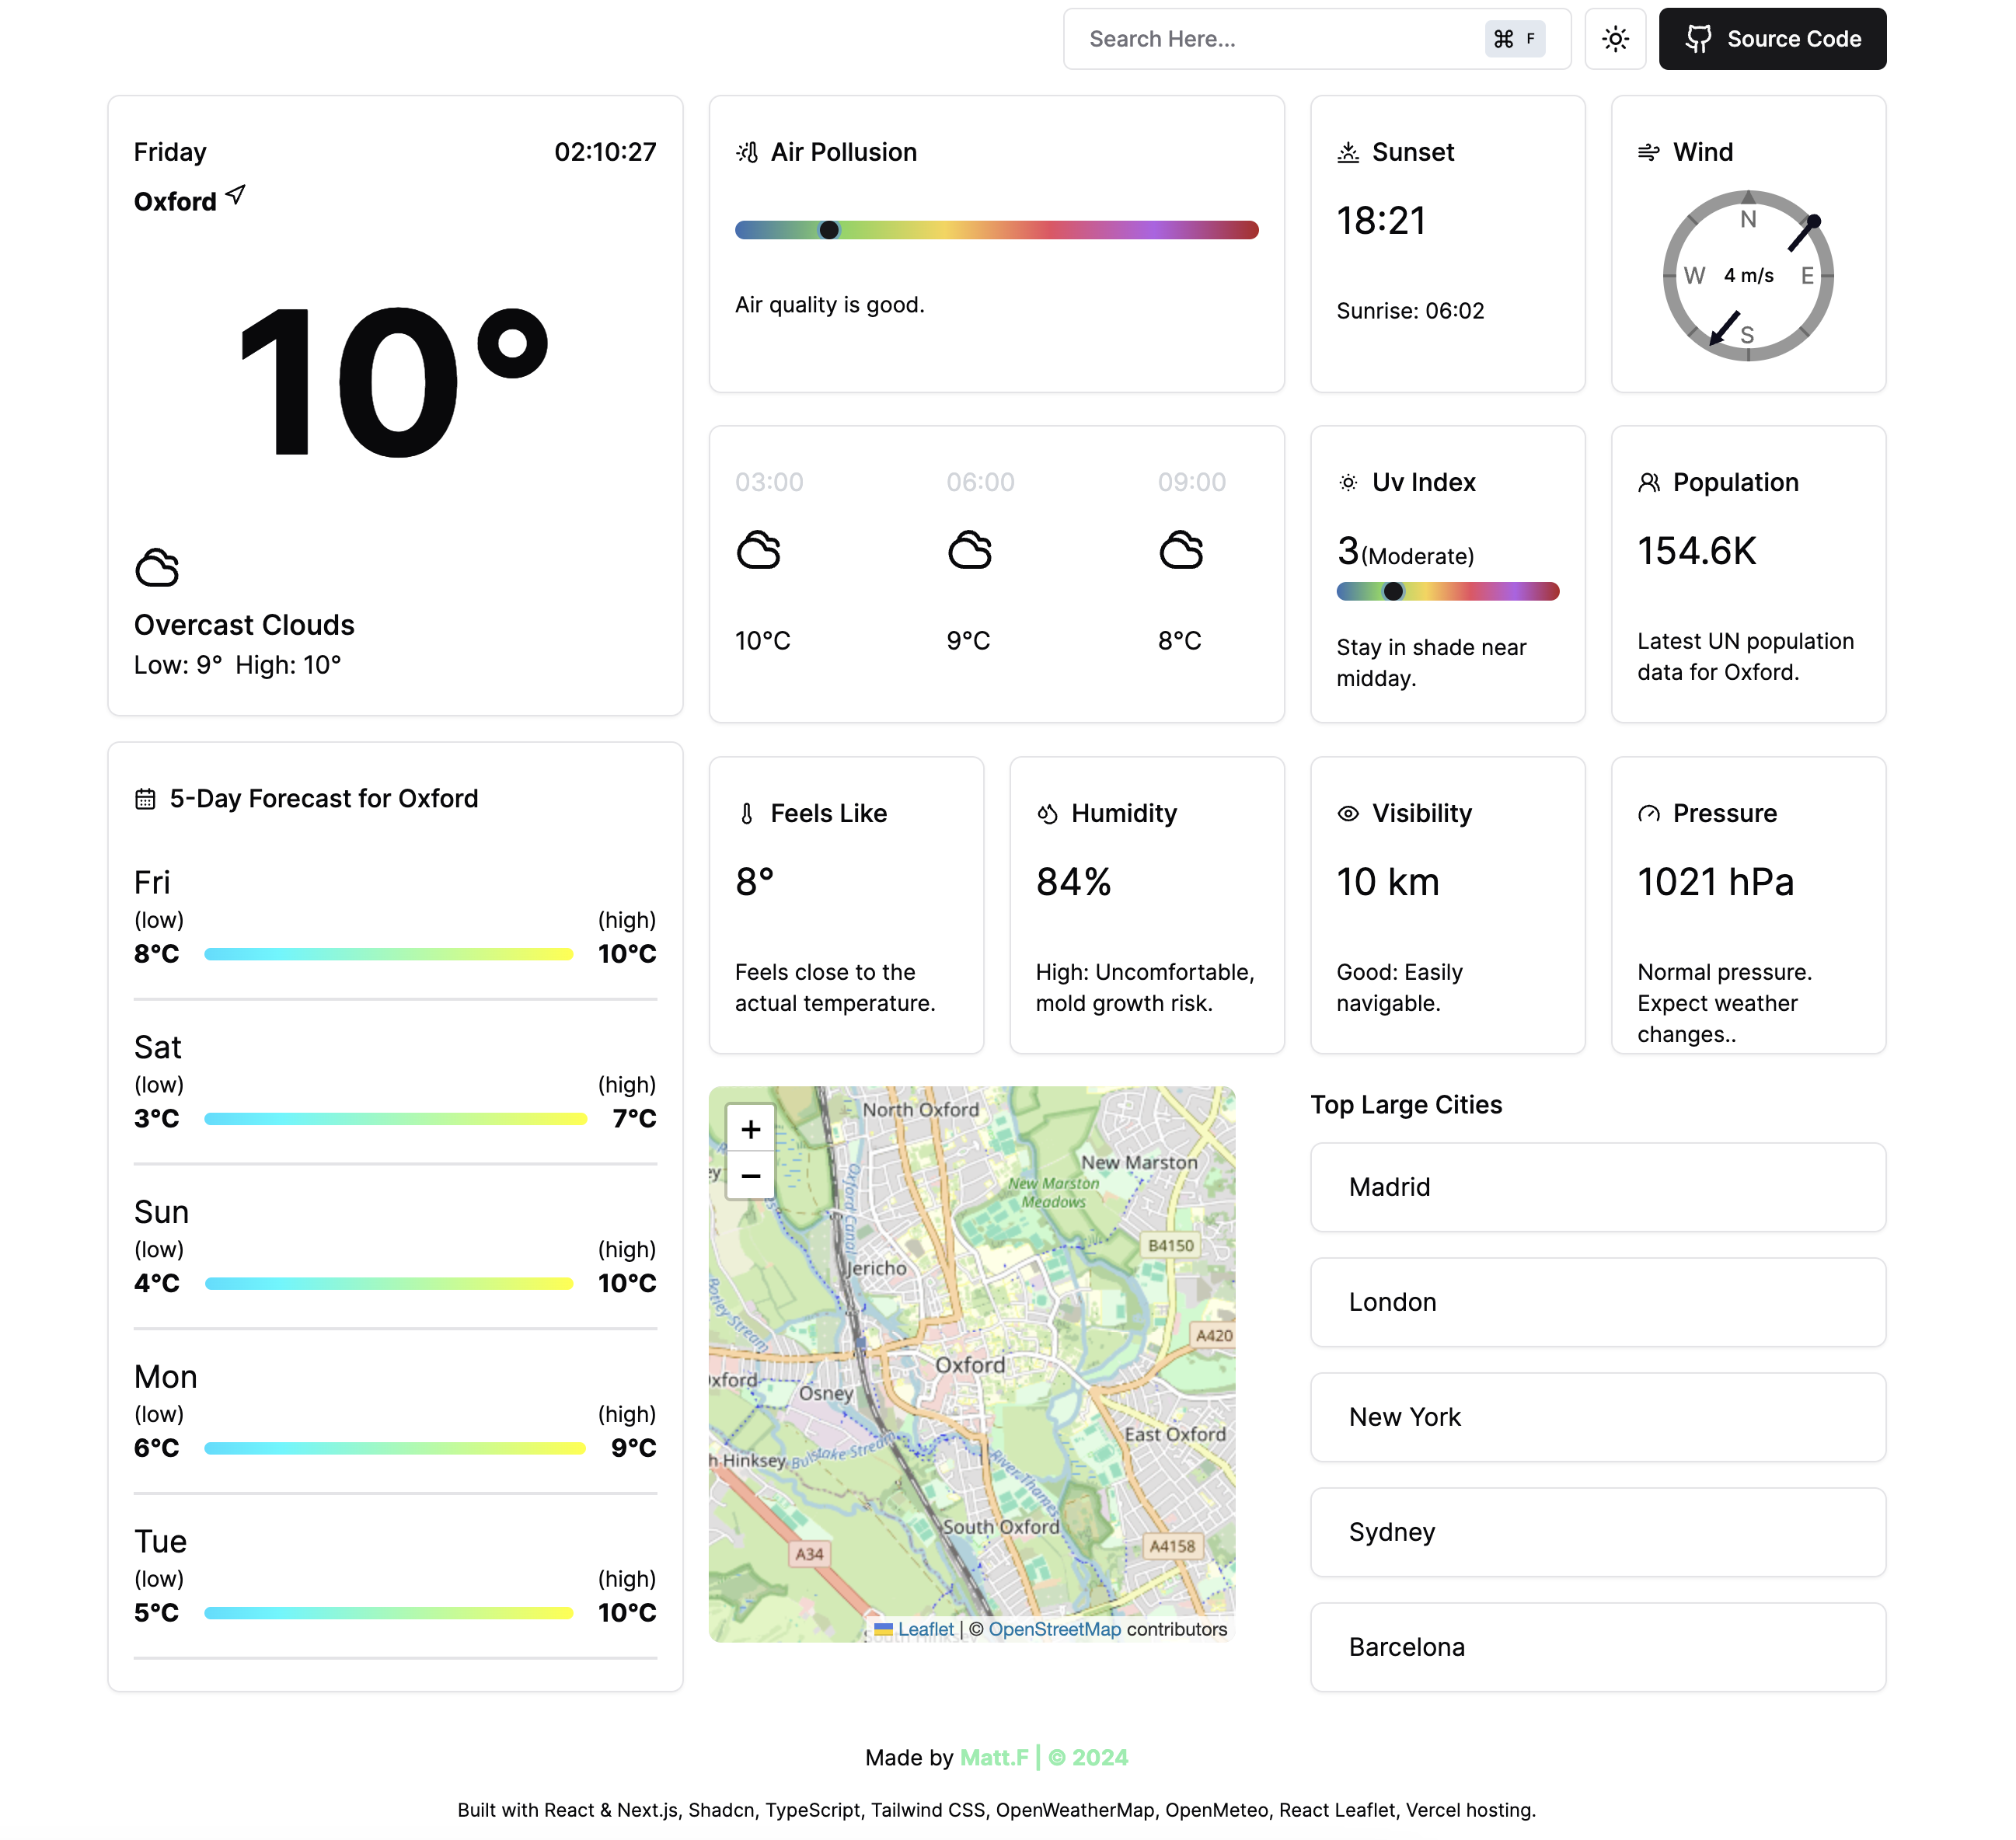 Search Here...
⌘ F
Source Code
Friday
02:10:27
Oxford
10°
Overcast Clouds
Low: 9° High: 10°
Air Pollusion
Air quality is good.
Sunset
18:21
Sunrise: 06:02
Wind
N
W 4 m/s E
S
03:00 06:00 09:00
10°C 9°C 8°C
Uv Index
3(Moderate)
Stay in shade near
midday.
Population
154.6K
Latest UN population
data for Oxford.
5-Day Forecast for Oxford
Fri
(low) (high)
8°C 10°C
Sat
(low) (high)
3°C 7°C
Sun
(low) (high)
4°C 10°C
Mon
(low) (high)
6°C 9°C
Tue
(low) (high)
5°C 10°C
Feels Like
8°
Feels close to the
actual temperature.
Humidity
84%
High: Uncomfortable,
mold growth risk.
Visibility
10 km
Good: Easily
navigable.
Pressure
1021 hPa
Normal pressure.
Expect weather
changes..
+
−
North Oxford
New Marston
New Marston
Meadows
Oxford Canal
B4150
Jericho
Botley Stream
A420
Oxford
Osney
East Oxford
h Hinksey
Bulstake Stream
River Thames
South Oxford
A34
A4158
Leaflet | © OpenStreetMap contributors
Top Large Cities
Madrid
London
New York
Sydney
Barcelona
Made by Matt.F | © 2024
Built with React & Next.js, Shadcn, TypeScript, Tailwind CSS, OpenWeatherMap, OpenMeteo, React Leaflet, Vercel hosting.